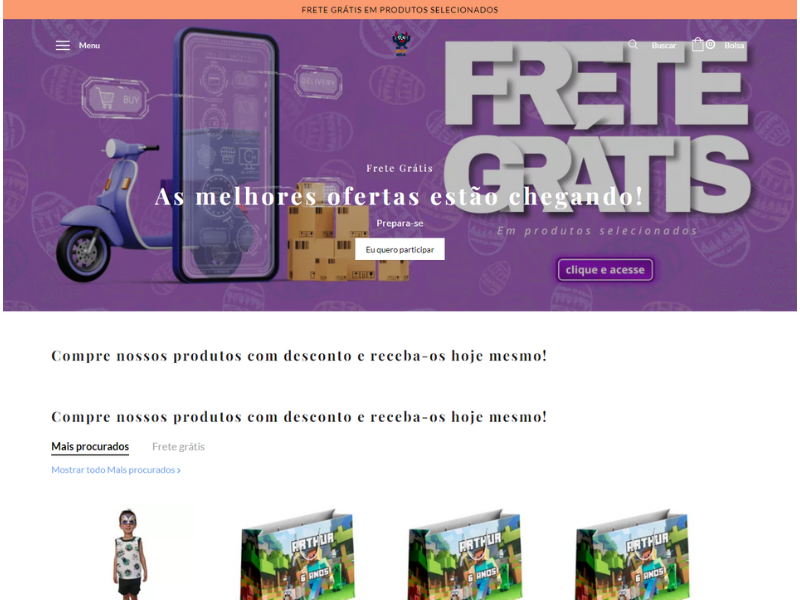 FRETE GRÁTIS EM PRODUTOS SELECIONADOS
Menu
Buscar
0
Bolsa
BUY
DELIVERY
FRETE
GRÁTIS
Em produtos selecionados
clique e acesse
Frete Grátis
As melhores ofertas estão chegando!
Prepara-se
Eu quero participar
Compre nossos produtos com desconto e receba-os hoje mesmo!
Compre nossos produtos com desconto e receba-os hoje mesmo!
Mais procurados
Frete grátis
Mostrar todo Mais procurados ›
ARTHUR
6 ANOS
ARTHUR
6 ANOS
ARTHUR
6 ANOS